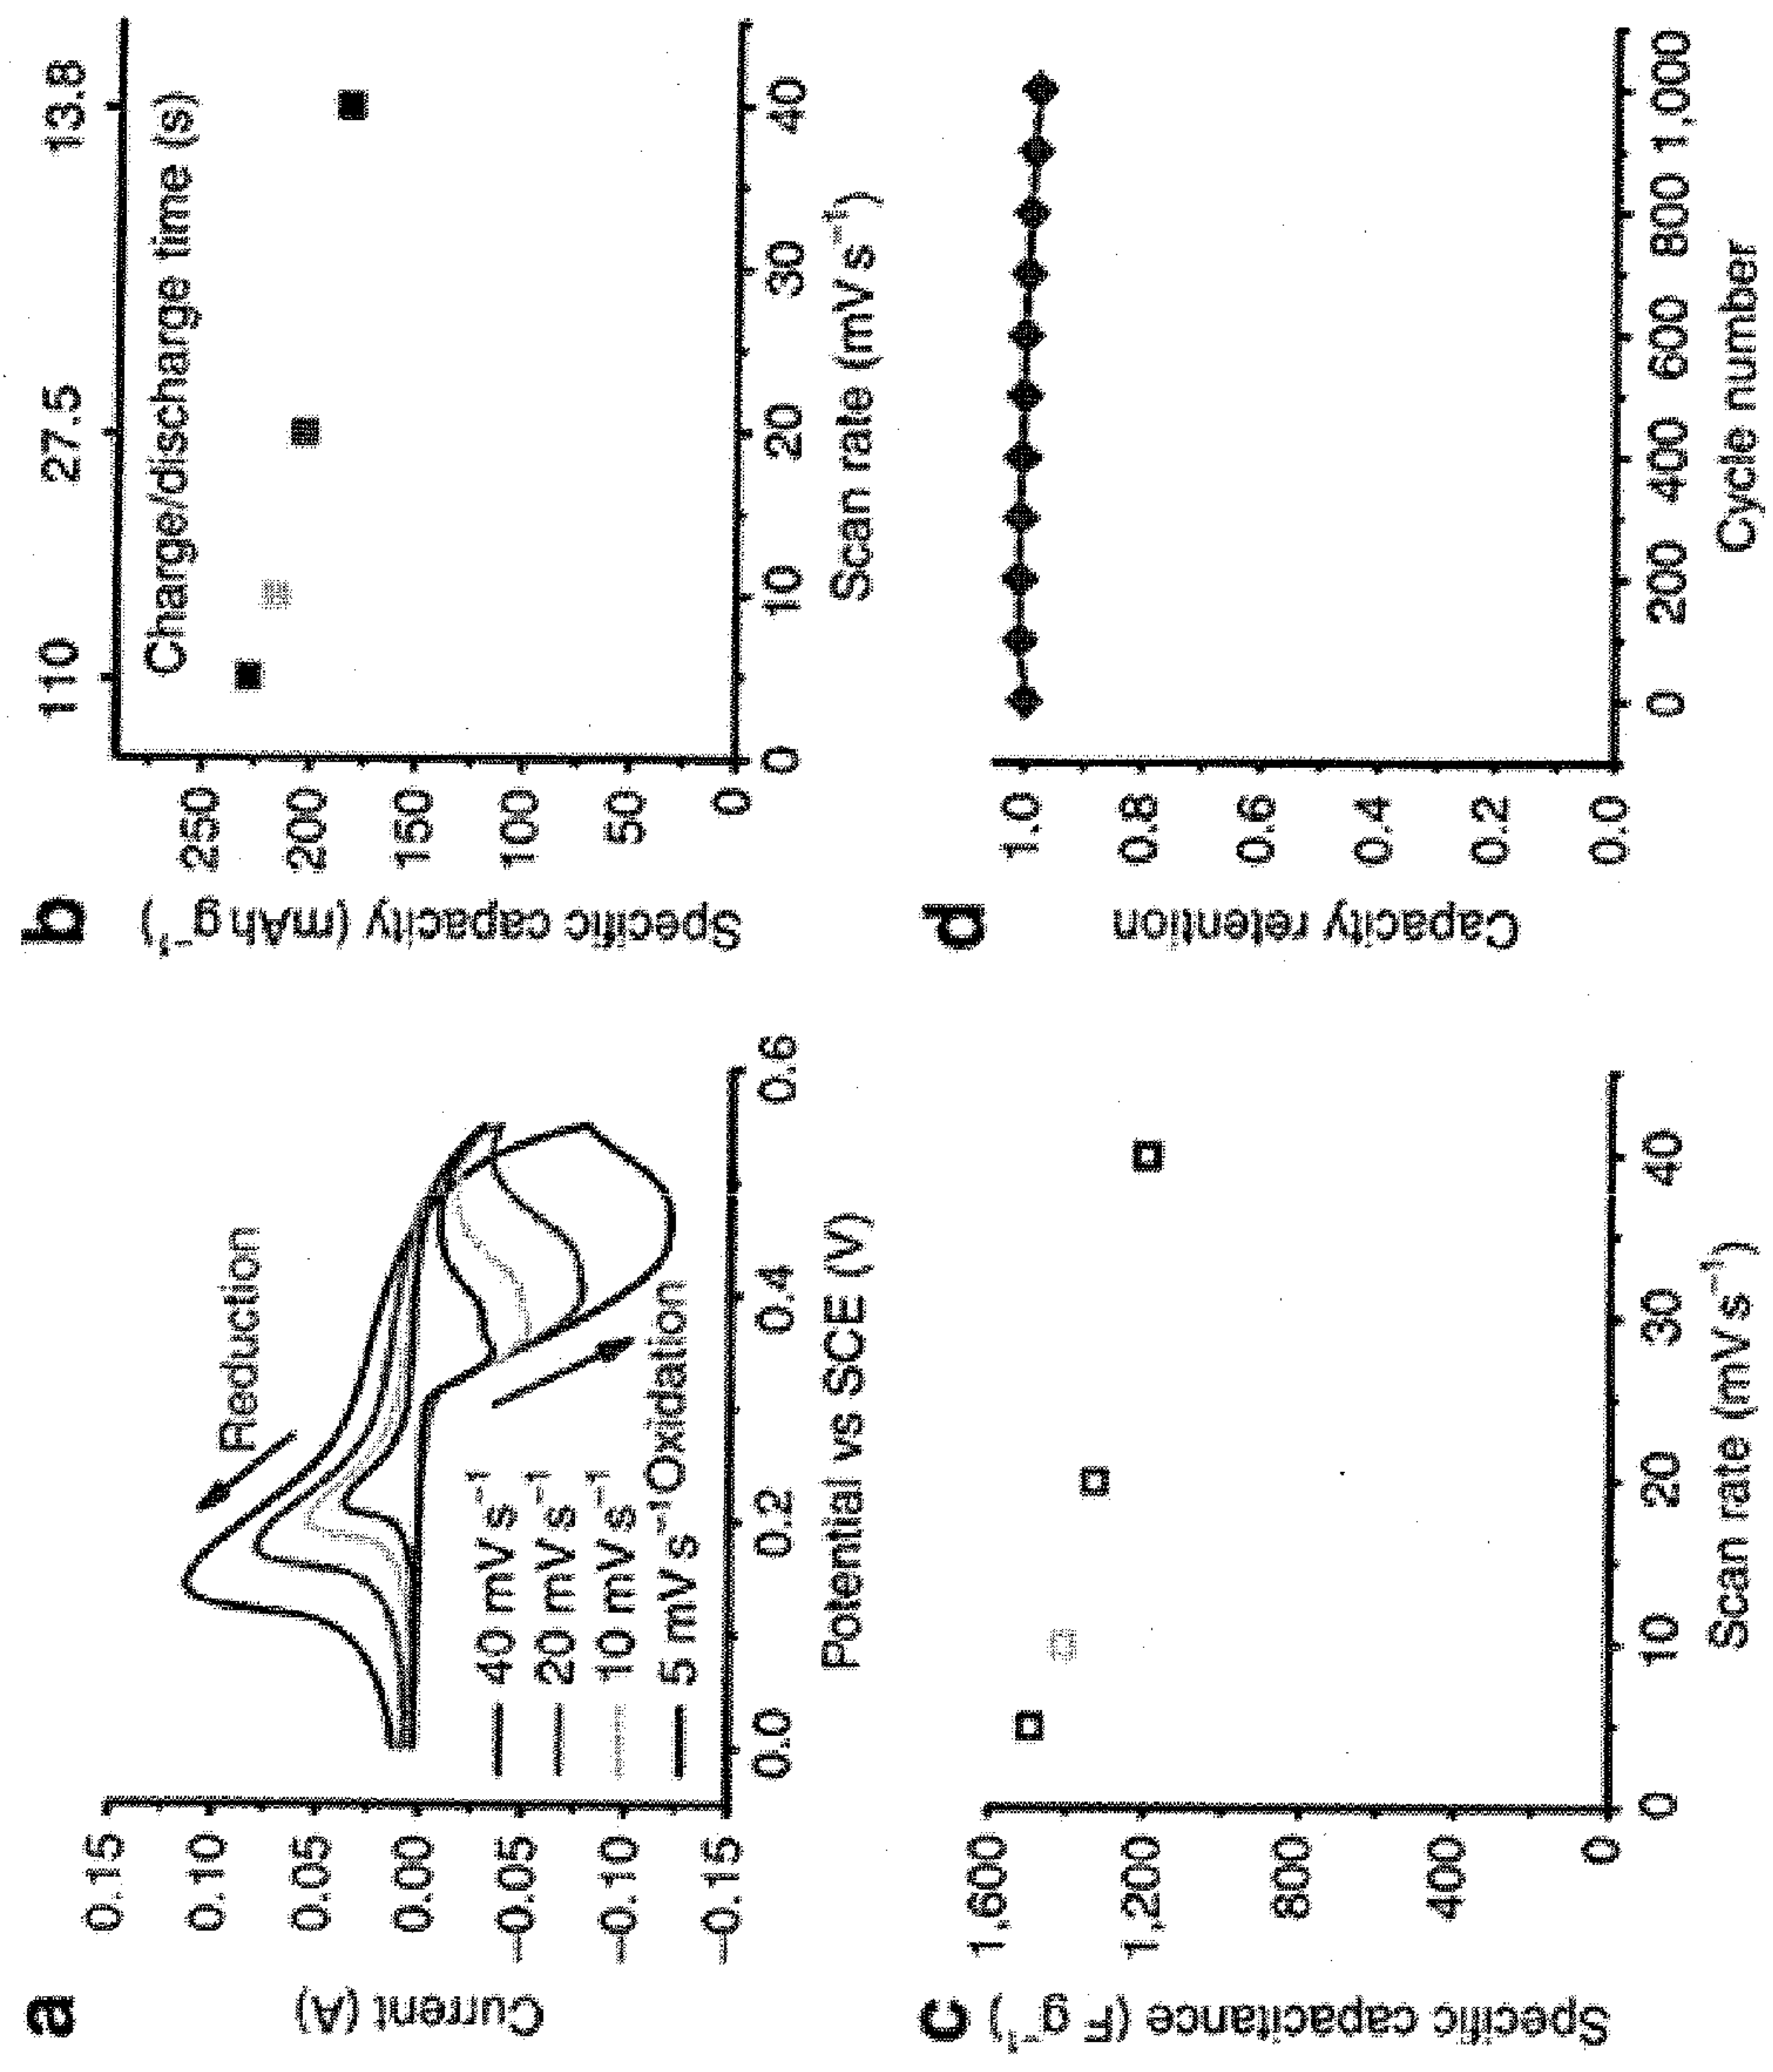 a
Current (A)
0.15
0.10
0.05
0.00
−0.05
−0.10
−0.15
Reduction
40 mV s⁻¹
20 mV s⁻¹
10 mV s⁻¹
5 mV s⁻¹
Oxidation
0.0 0.2 0.4 0.6
Potential vs SCE (V)
b
110 27.5 13.8
Charge/discharge time (s)
Specific capacity (mAh g⁻¹)
250
200
150
100
50
0
0 10 20 30 40
Scan rate (mV s⁻¹)
c
Specific capacitance (F g⁻¹)
1,600
1,200
800
400
0
0 10 20 30 40
Scan rate (mV s⁻¹)
d
Capacity retention
1.0
0.8
0.6
0.4
0.2
0.0
0 200 400 600 800 1,000
Cycle number